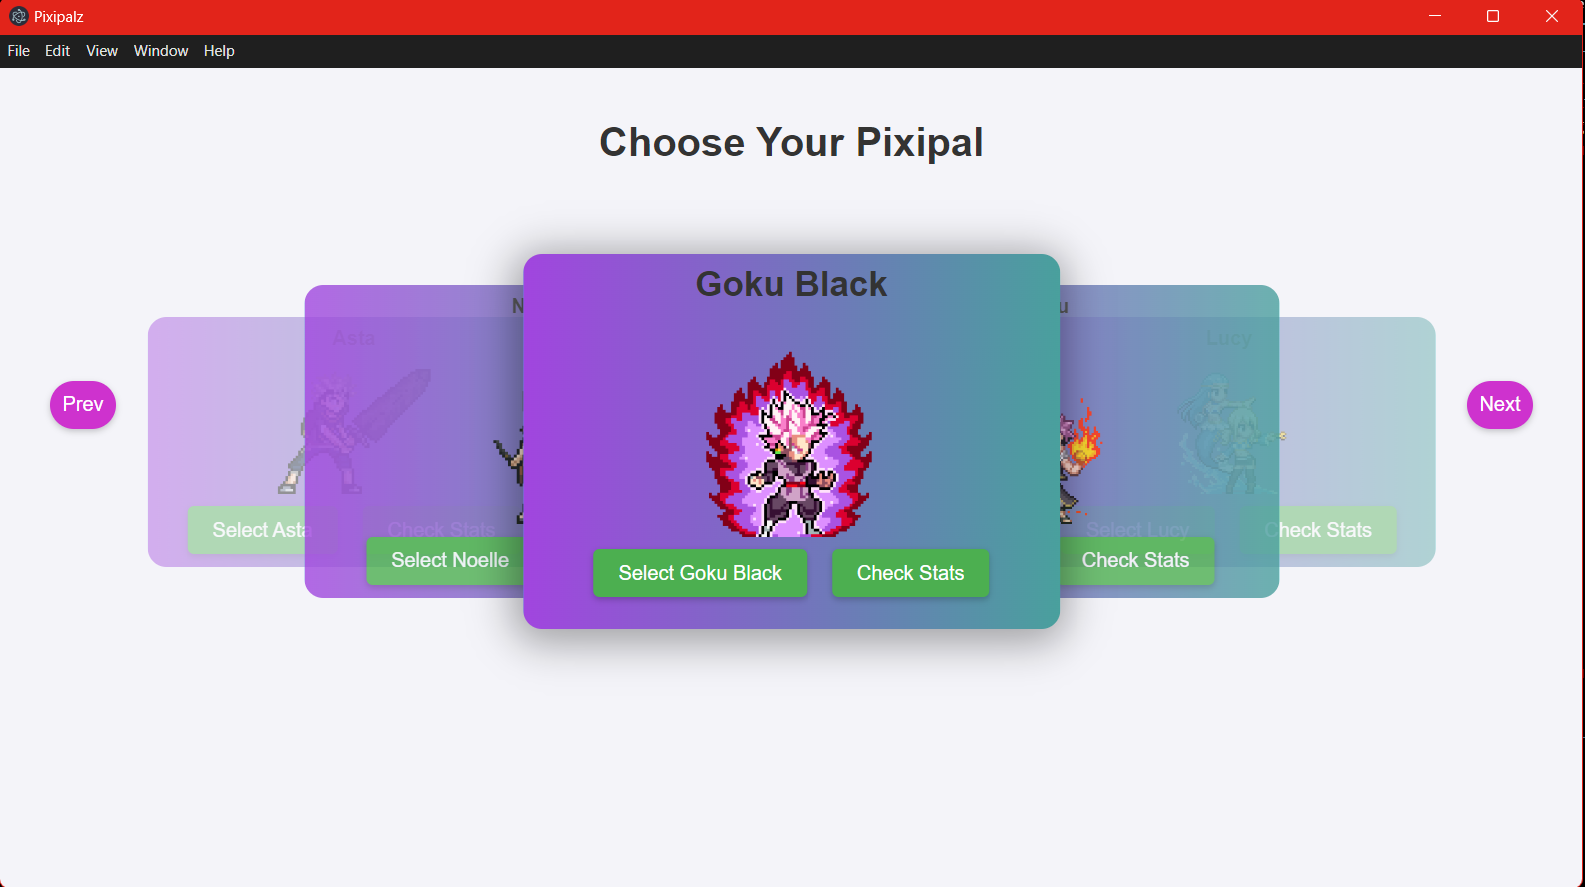 Pixipalz
File Edit View Window Help
Choose Your Pixipal
Goku Black
Asta
Lucy
Prev
Next
Select Asta
Check Stats
Select Noelle
Select Goku Black
Check Stats
Check Stats
Select Lucy
Check Stats